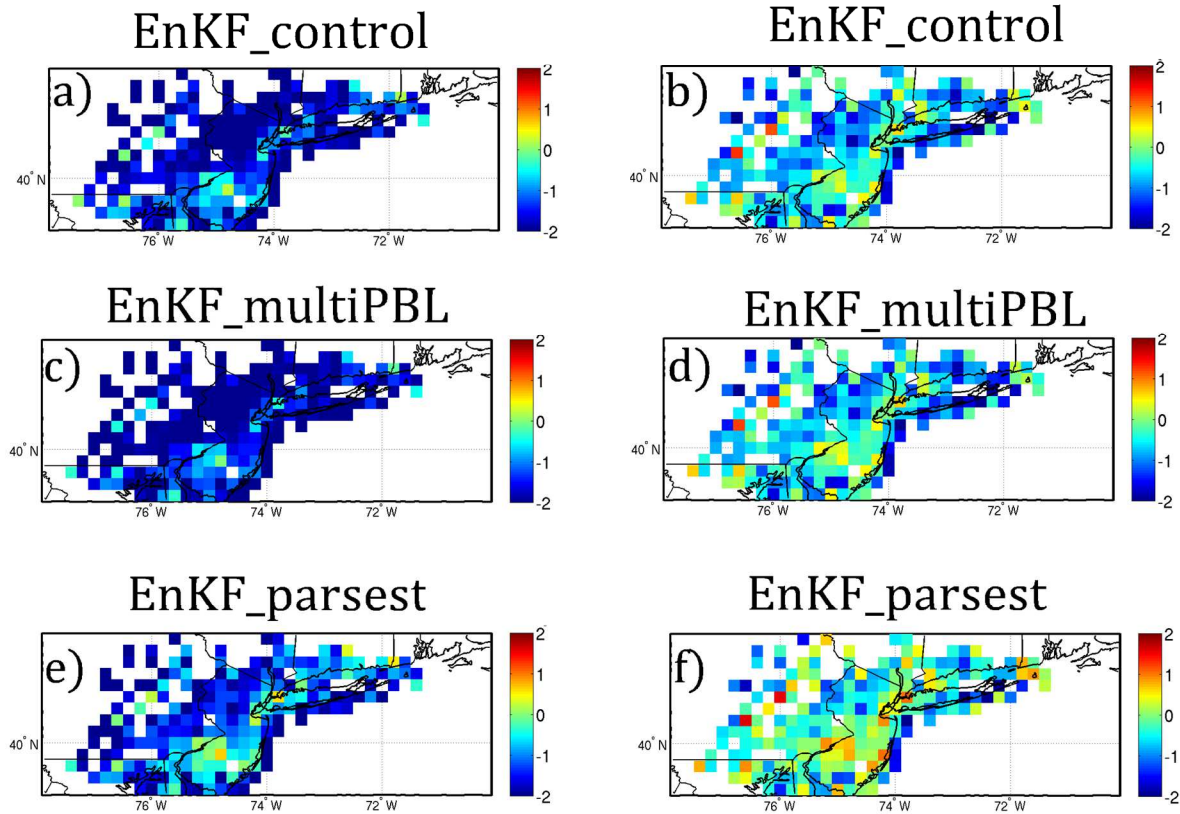 EnKF_control
EnKF_control
a)
2
1
0
-1
-2
40° N
76° W
74° W
72° W
b)
2
1
0
-1
-2
40° N
76° W
74° W
72° W
EnKF_multiPBL
EnKF_multiPBL
c)
2
1
0
-1
-2
40° N
76° W
74° W
72° W
d)
2
1
0
-1
-2
40° N
76° W
74° W
72° W
EnKF_parsest
EnKF_parsest
e)
2
1
0
-1
-2
40° N
76° W
74° W
72° W
f)
2
1
0
-1
-2
40° N
76° W
74° W
72° W